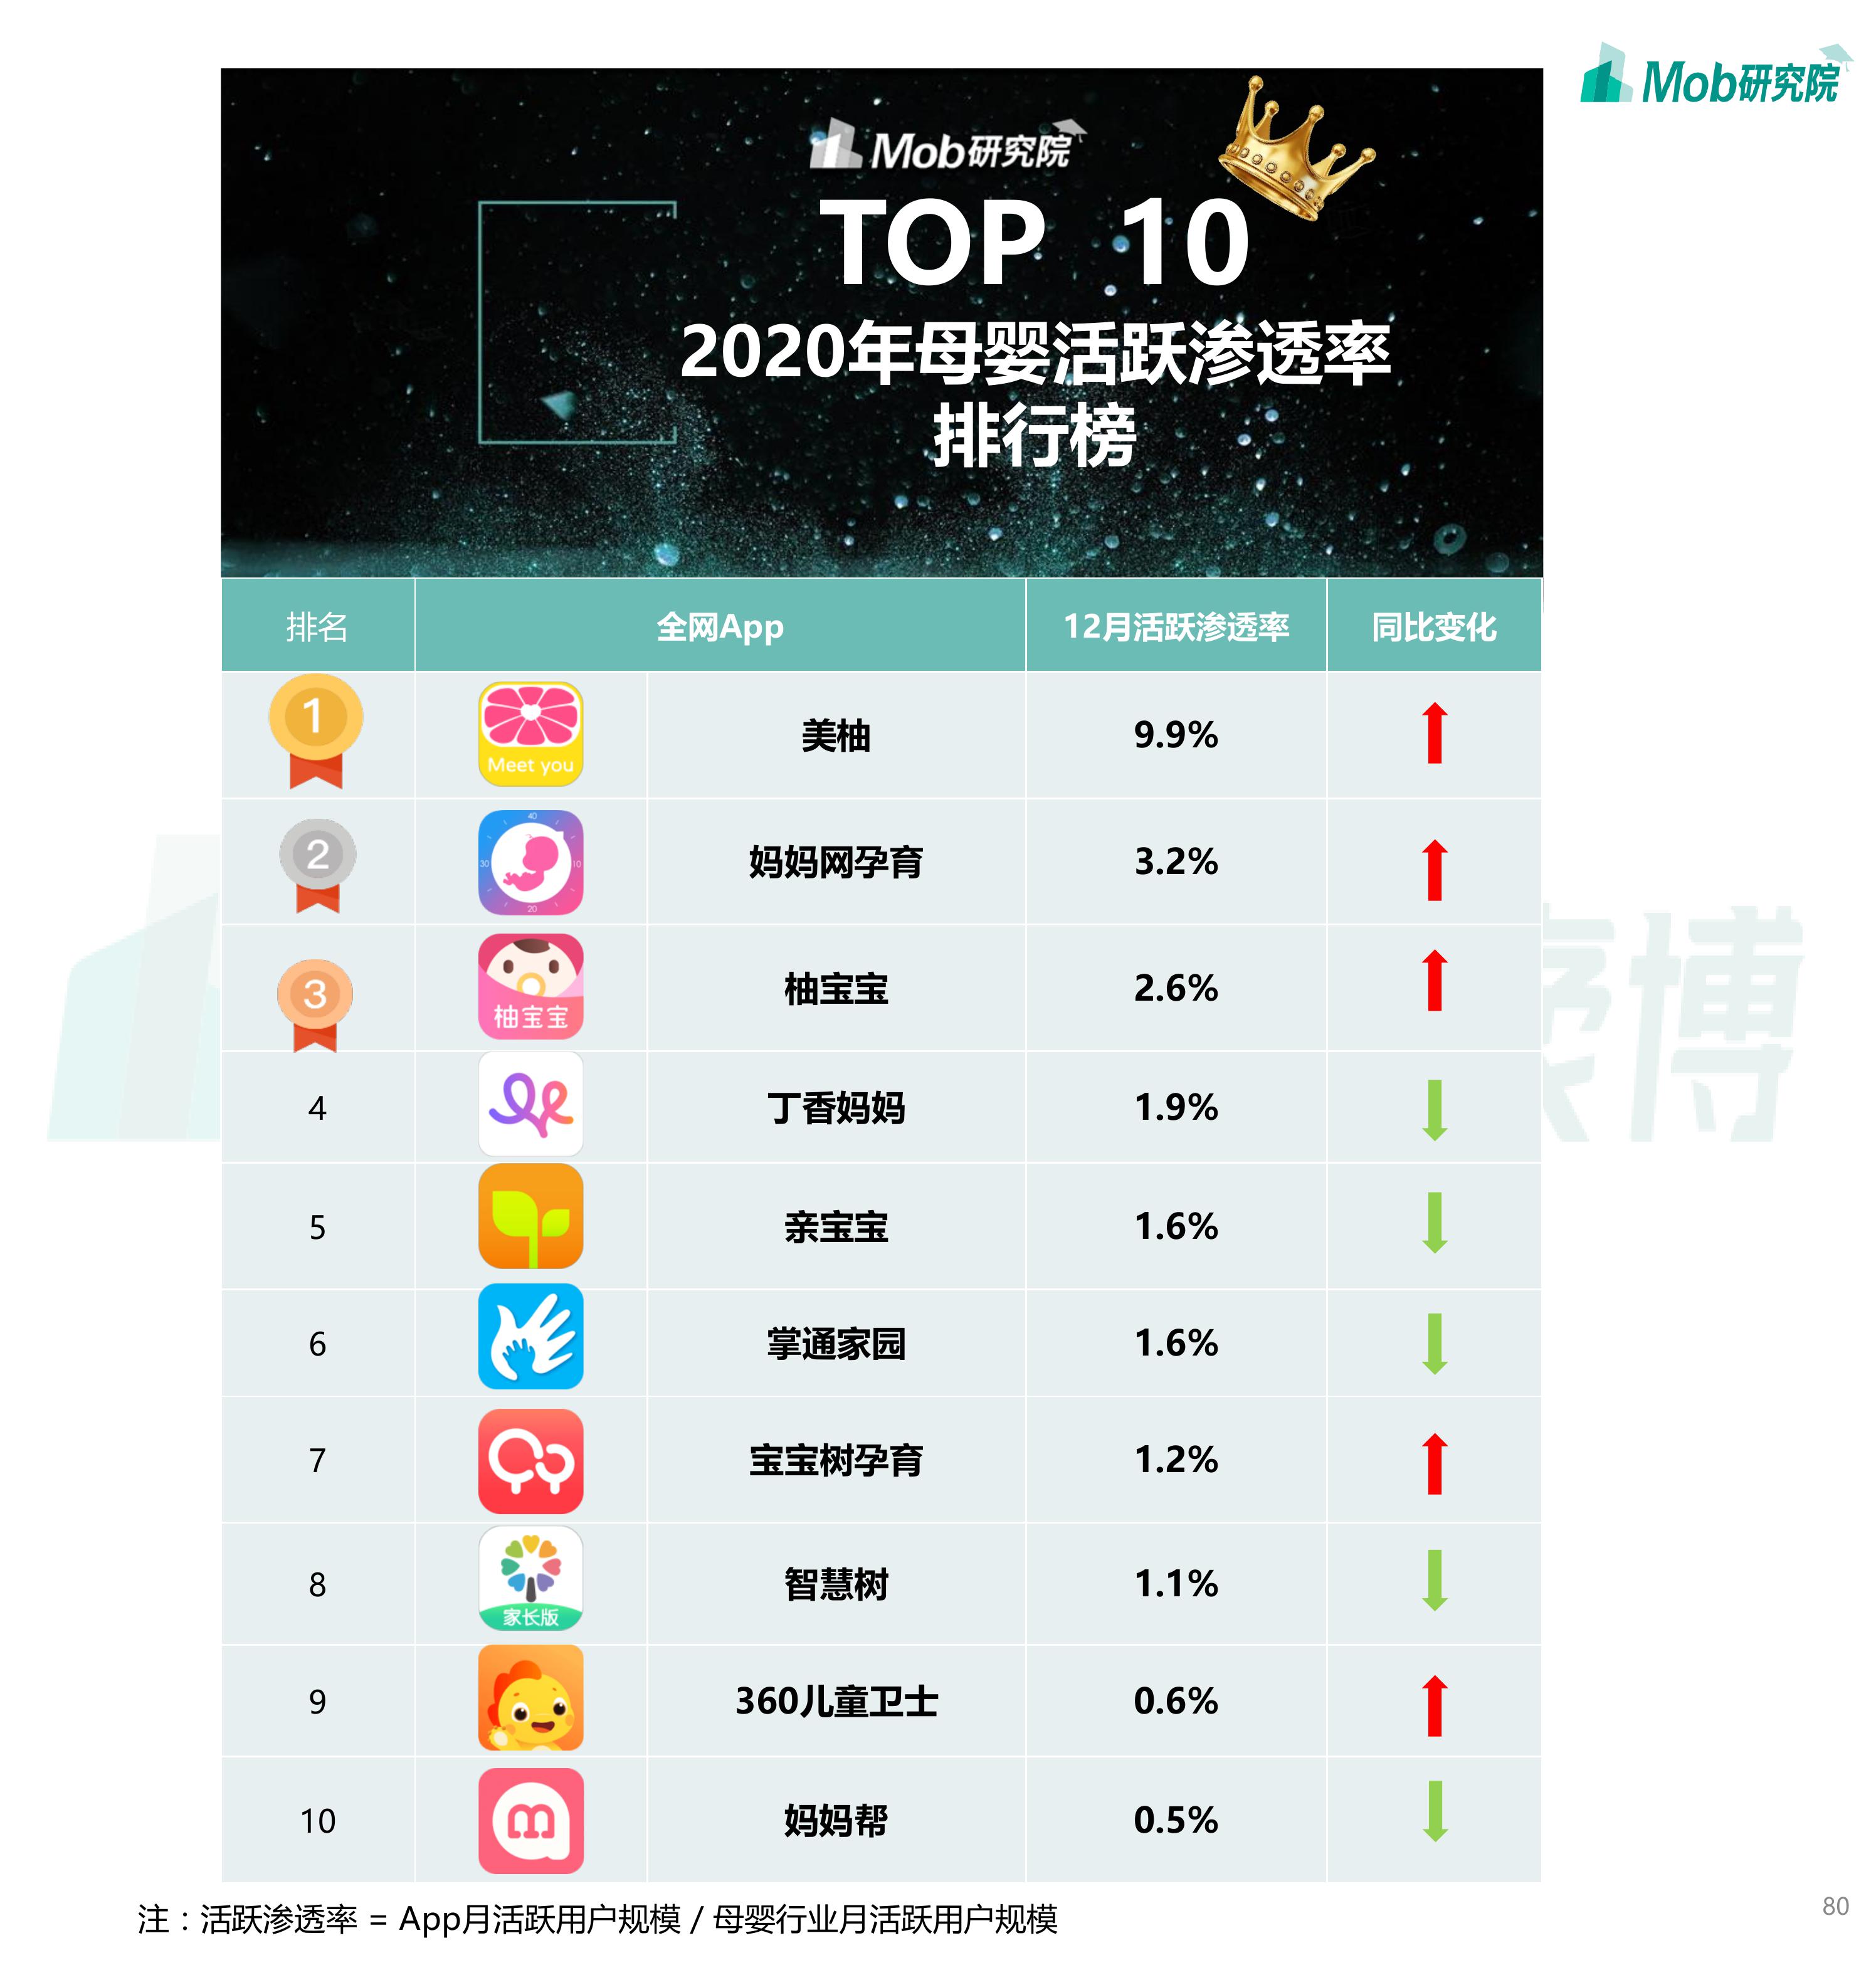 Mob研究院
Mob研究院
TOP 10
2020年母婴活跃渗透率
排行榜
排名 全网App 12月活跃渗透率 同比变化
1 Meet you 美柚 9.9%
2 40 30 10 20 妈妈网孕育 3.2%
3 柚宝宝 柚宝宝 2.6%
4 丁香妈妈 1.9%
5 亲宝宝 1.6%
6 掌通家园 1.6%
7 宝宝树孕育 1.2%
8 家长版 智慧树 1.1%
9 360儿童卫士 0.6%
10 m 妈妈帮 0.5%
注：活跃渗透率 = App月活跃用户规模 / 母婴行业月活跃用户规模
80